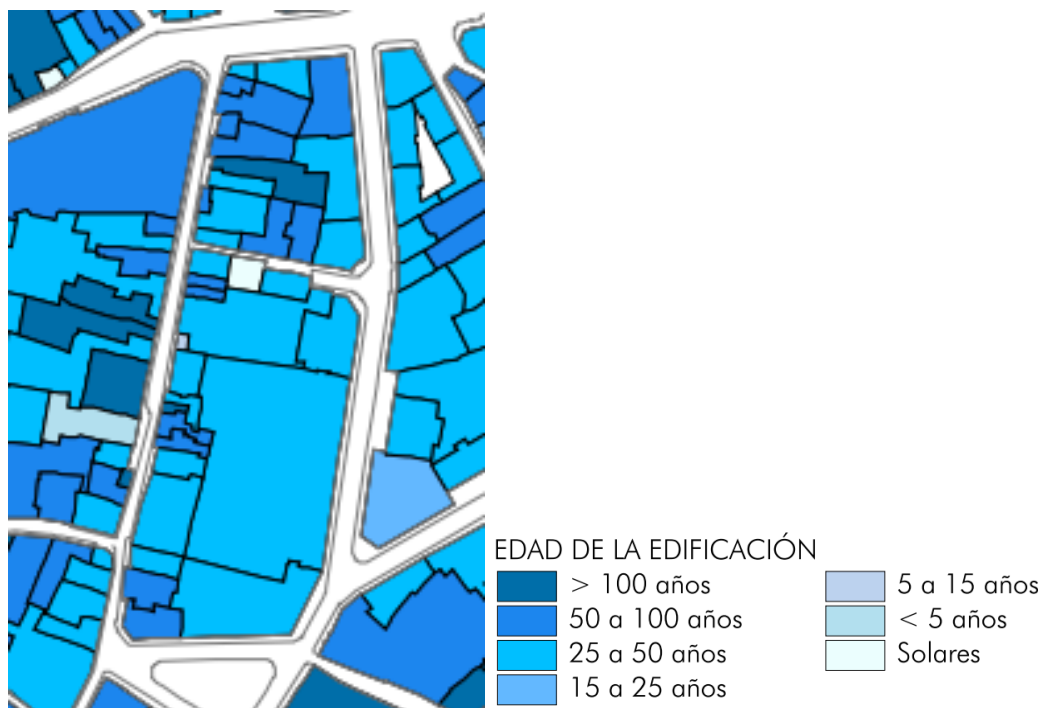 EDAD DE LA EDIFICACIÓN
> 100 años
50 a 100 años
25 a 50 años
15 a 25 años
5 a 15 años
< 5 años
Solares